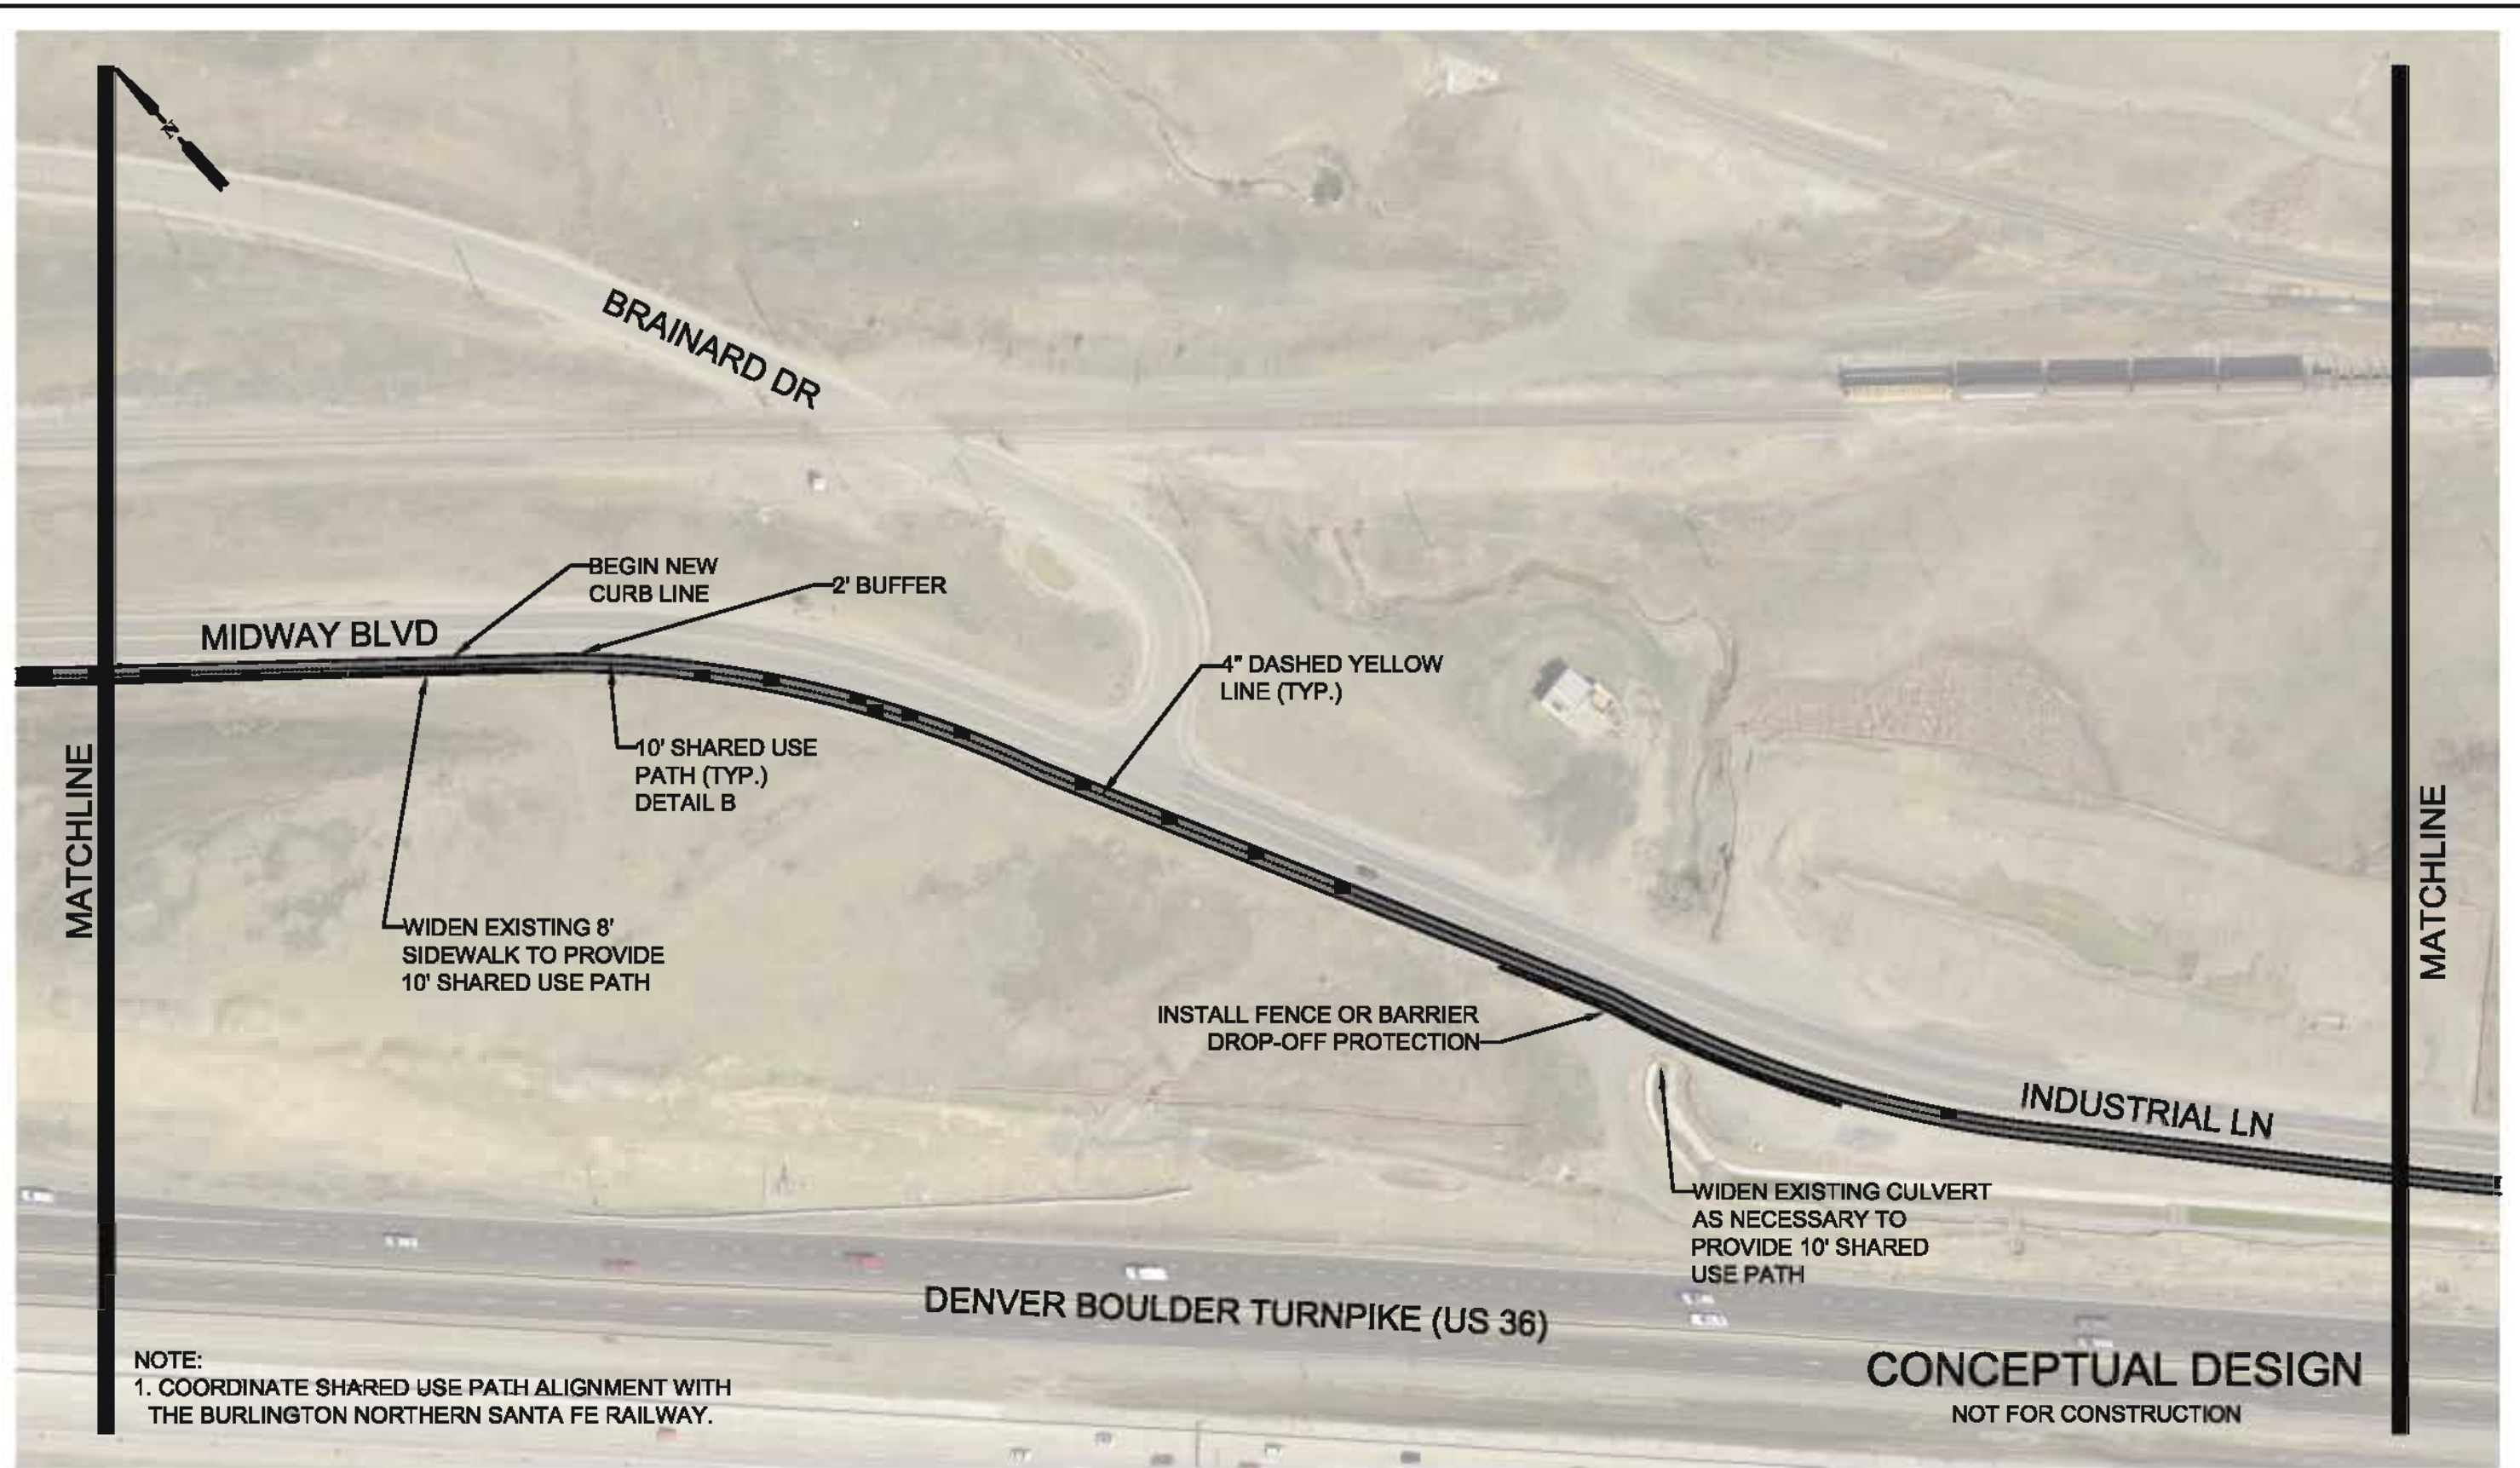 N
BRAINARD DR
BEGIN NEW
CURB LINE
2' BUFFER
MIDWAY BLVD
4" DASHED YELLOW
LINE (TYP.)
10' SHARED USE
PATH (TYP.)
DETAIL B
MATCHLINE
MATCHLINE
WIDEN EXISTING 8'
SIDEWALK TO PROVIDE
10' SHARED USE PATH
INSTALL FENCE OR BARRIER
DROP-OFF PROTECTION
INDUSTRIAL LN
WIDEN EXISTING CULVERT
AS NECESSARY TO
PROVIDE 10' SHARED
USE PATH
DENVER BOULDER TURNPIKE (US 36)
NOTE:
1. COORDINATE SHARED USE PATH ALIGNMENT WITH
THE BURLINGTON NORTHERN SANTA FE RAILWAY.
CONCEPTUAL DESIGN
NOT FOR CONSTRUCTION